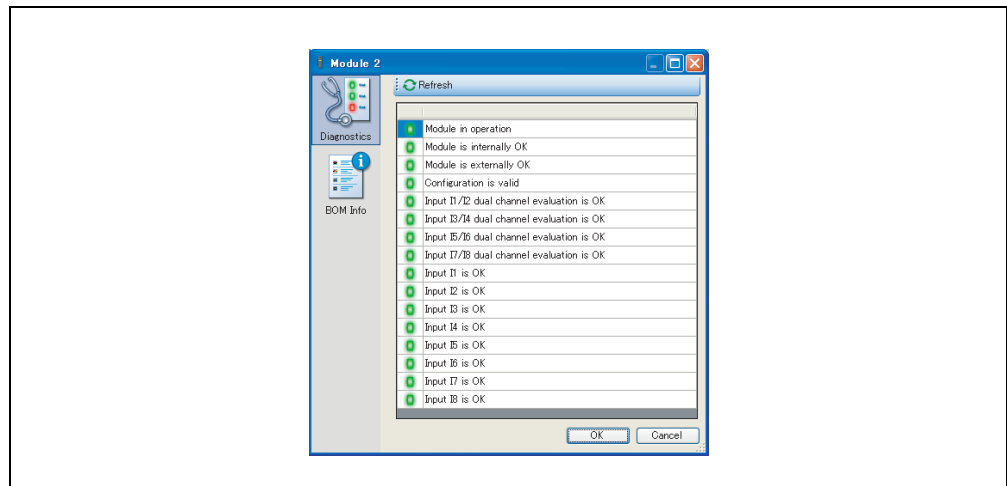 Module 2
Refresh
Diagnostics
BOM Info
Module in operation
Module is internally OK
Module is externally OK
Configuration is valid
Input I1/I2 dual channel evaluation is OK
Input I3/I4 dual channel evaluation is OK
Input I5/I6 dual channel evaluation is OK
Input I7/I8 dual channel evaluation is OK
Input I1 is OK
Input I2 is OK
Input I3 is OK
Input I4 is OK
Input I5 is OK
Input I6 is OK
Input I7 is OK
Input I8 is OK
OK
Cancel